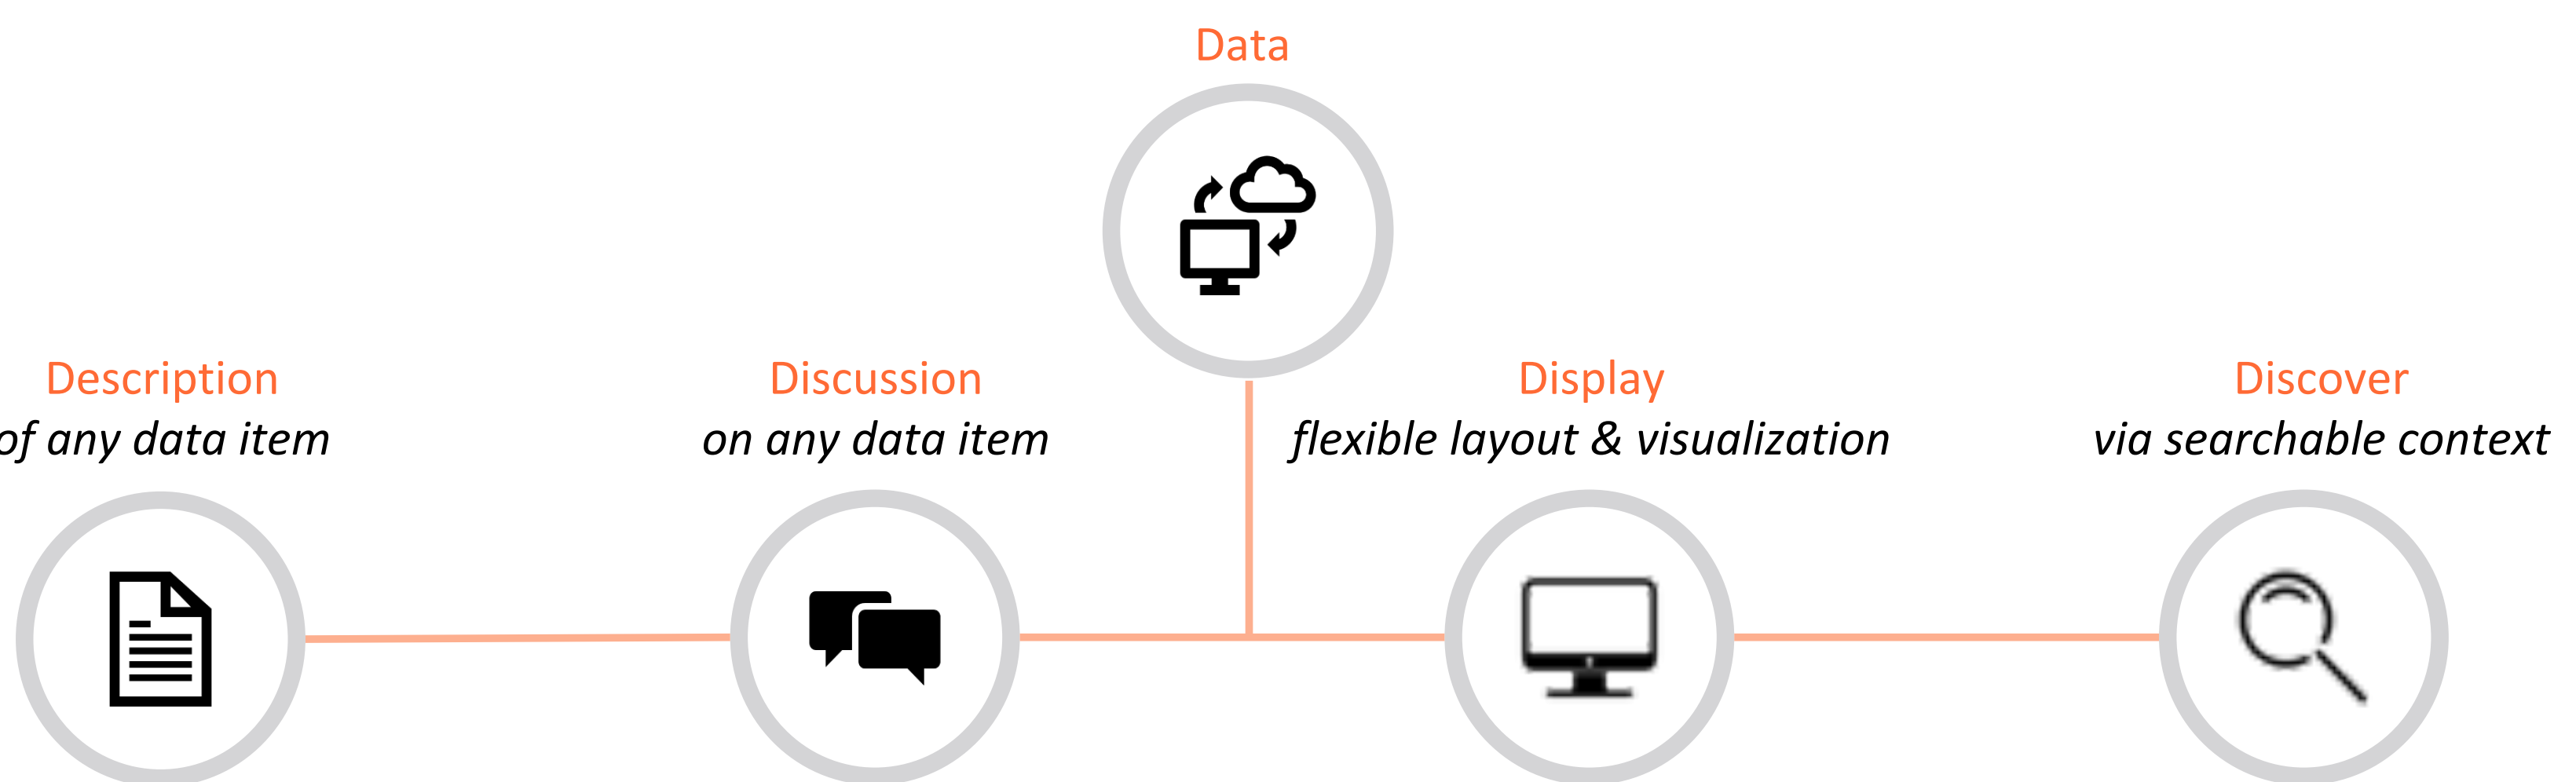 Data
Description
of any data item
Discussion
on any data item
Display
flexible layout & visualization
Discover
via searchable context